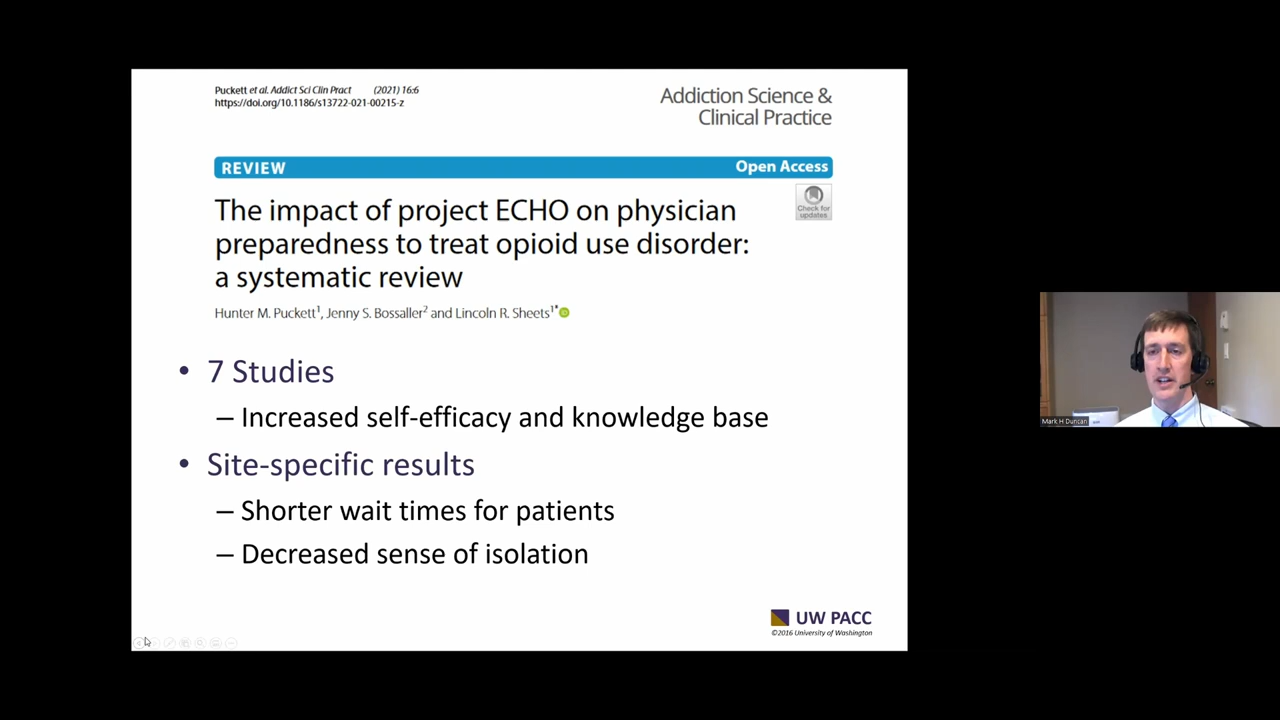 Puckett et al. Addict Sci Clin Pract (2021) 16:6
https://doi.org/10.1186/s13722-021-00215-z
Addiction Science &
Clinical Practice
REVIEW
Open Access
Check for
updates
The impact of project ECHO on physician
preparedness to treat opioid use disorder:
a systematic review
Hunter M. Puckett1, Jenny S. Bossaller2 and Lincoln R. Sheets1*
• 7 Studies
– Increased self-efficacy and knowledge base
• Site-specific results
– Shorter wait times for patients
– Decreased sense of isolation
UW PACC
©2016 University of Washington
Mark H Duncan